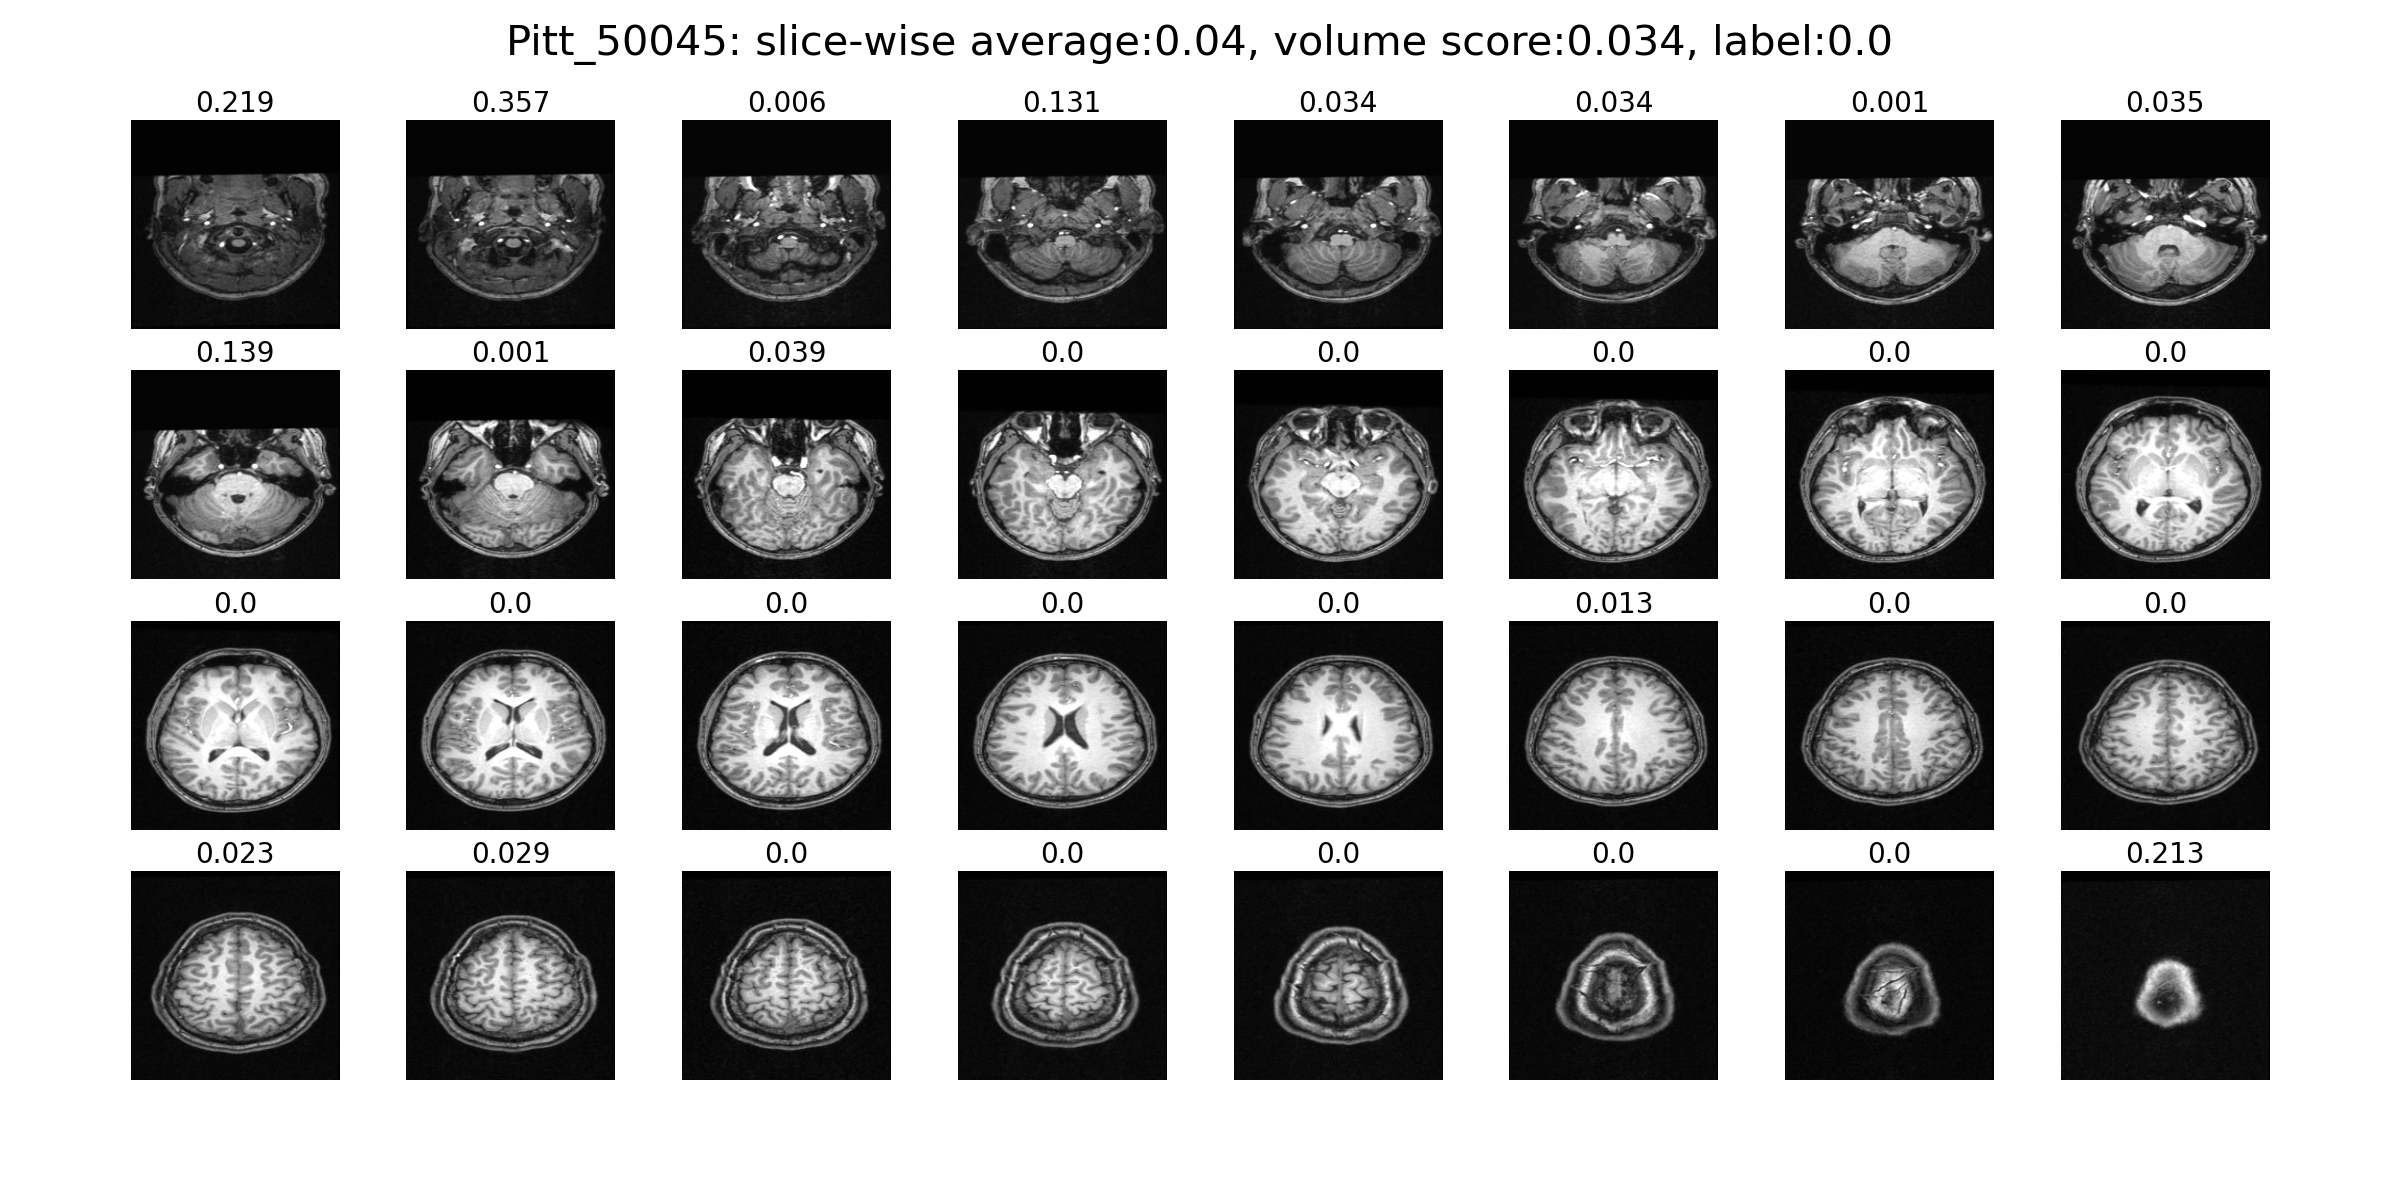 Pitt_50045: slice-wise average:0.04, volume score:0.034, label:0.0
0.219 0.357 0.006 0.131 0.034 0.034 0.001 0.035
0.139 0.001 0.039 0.0 0.0 0.0 0.0 0.0
0.0 0.0 0.0 0.0 0.0 0.013 0.0 0.0
0.023 0.029 0.0 0.0 0.0 0.0 0.0 0.213